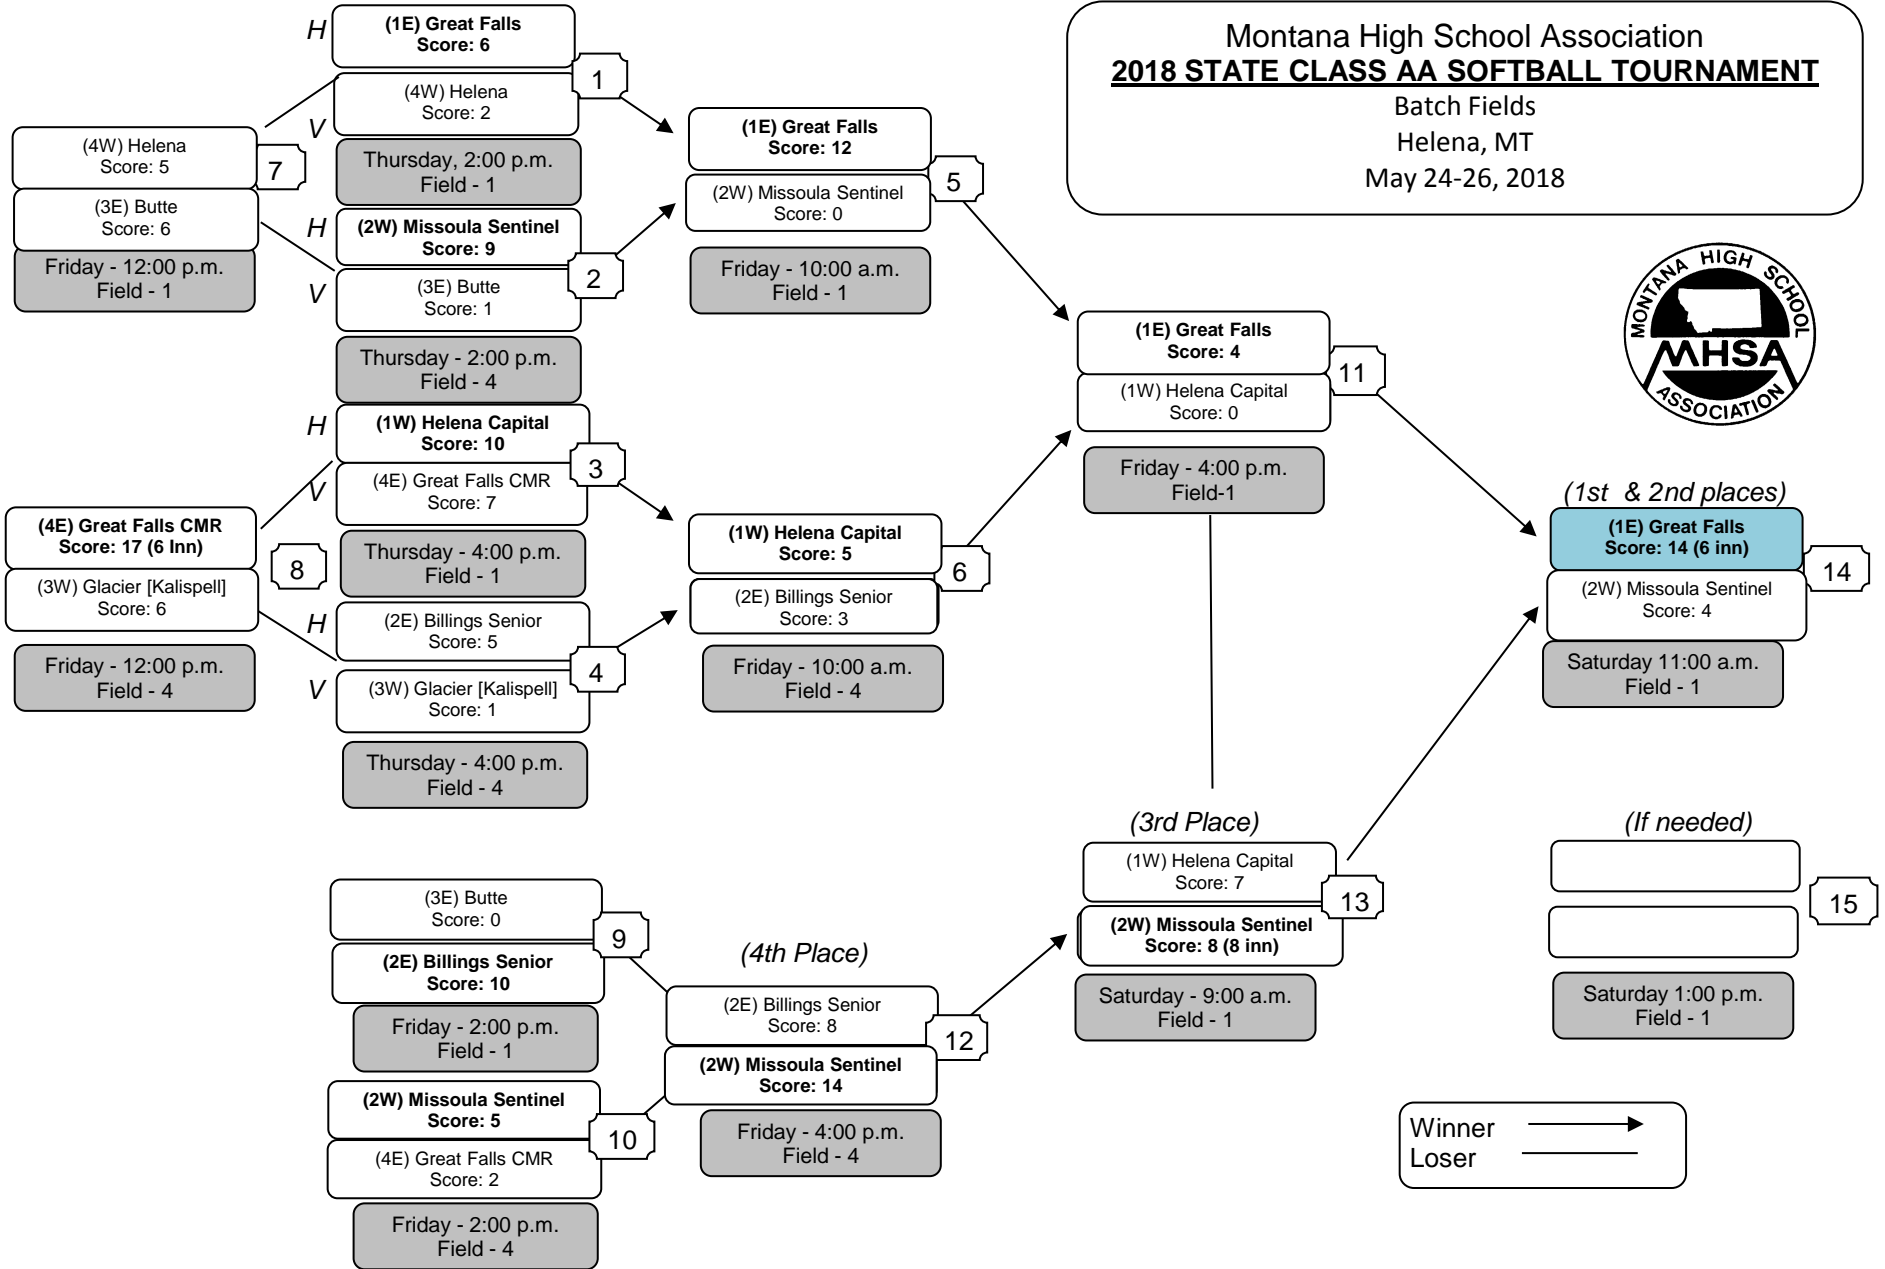 Montana High School Association
2018 STATE CLASS AA SOFTBALL TOURNAMENT
Batch Fields
Helena, MT
May 24-26, 2018
MONTANA HIGH SCHOOL
MHSA
ASSOCIATION
(4W) Helena
Score: 5
7
(3E) Butte
Score: 6
Friday - 12:00 p.m.
Field - 1
(4E) Great Falls CMR
Score: 17 (6 Inn)
8
(3W) Glacier [Kalispell]
Score: 6
Friday - 12:00 p.m.
Field - 4
H
(1E) Great Falls
Score: 6
1
V
(4W) Helena
Score: 2
Thursday, 2:00 p.m.
Field - 1
H
(2W) Missoula Sentinel
Score: 9
2
V
(3E) Butte
Score: 1
Thursday - 2:00 p.m.
Field - 4
H
(1W) Helena Capital
Score: 10
3
V
(4E) Great Falls CMR
Score: 7
Thursday - 4:00 p.m.
Field - 1
H
(2E) Billings Senior
Score: 5
4
V
(3W) Glacier [Kalispell]
Score: 1
Thursday - 4:00 p.m.
Field - 4
(1E) Great Falls
Score: 12
5
(2W) Missoula Sentinel
Score: 0
Friday - 10:00 a.m.
Field - 1
(1W) Helena Capital
Score: 5
6
(2E) Billings Senior
Score: 3
Friday - 10:00 a.m.
Field - 4
(1E) Great Falls
Score: 4
11
(1W) Helena Capital
Score: 0
Friday - 4:00 p.m.
Field-1
(1st & 2nd places)
(1E) Great Falls
Score: 14 (6 inn)
14
(2W) Missoula Sentinel
Score: 4
Saturday 11:00 a.m.
Field - 1
(3E) Butte
Score: 0
9
(2E) Billings Senior
Score: 10
Friday - 2:00 p.m.
Field - 1
(2W) Missoula Sentinel
Score: 5
10
(4E) Great Falls CMR
Score: 2
Friday - 2:00 p.m.
Field - 4
(4th Place)
(2E) Billings Senior
Score: 8
12
(2W) Missoula Sentinel
Score: 14
Friday - 4:00 p.m.
Field - 4
(3rd Place)
(1W) Helena Capital
Score: 7
13
(2W) Missoula Sentinel
Score: 8 (8 inn)
Saturday - 9:00 a.m.
Field - 1
(If needed)
15
Saturday 1:00 p.m.
Field - 1
Winner
Loser